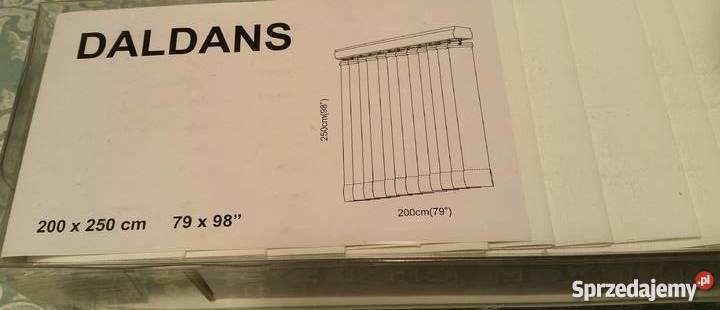 DALDANS
250cm(98")
200cm(79")
200 x 250 cm 79 x 98”
Sprzedajemy.pl